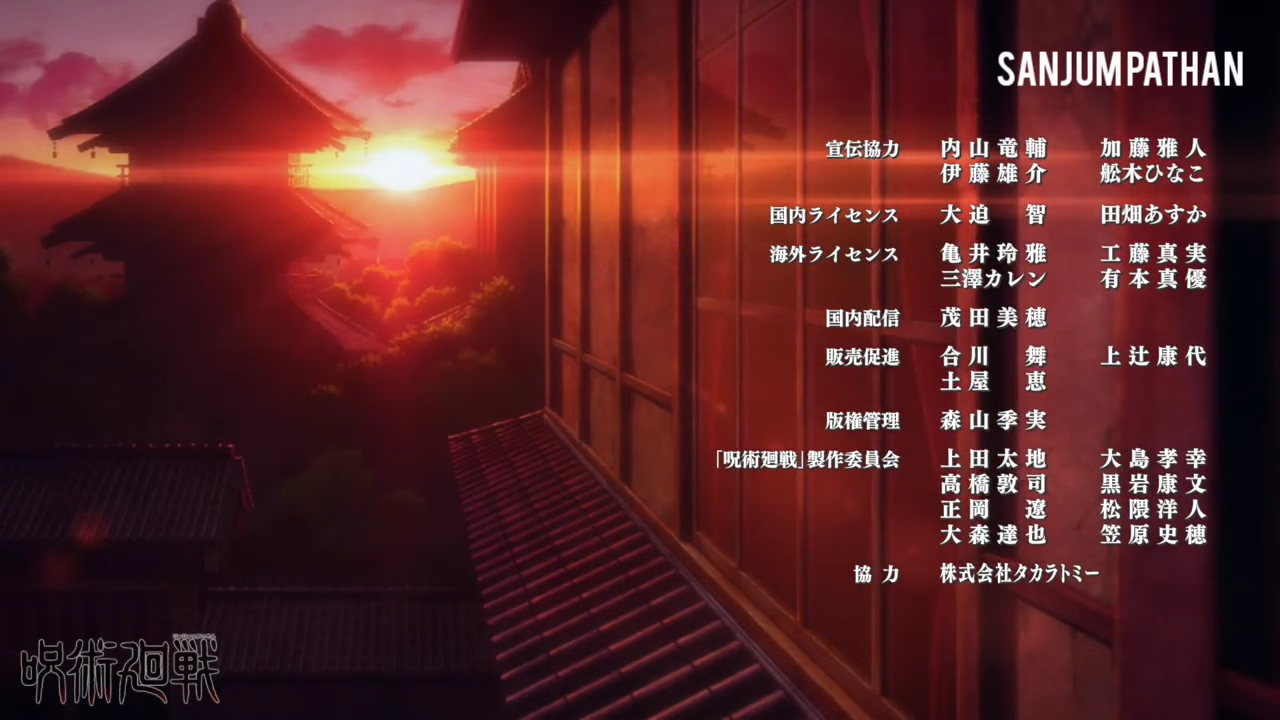 SANJUMPATHAN
宣伝協力 内山竜輔 加藤雅人
伊藤雄介 舩木ひなこ
国内ライセンス 大迫 智 田畑あすか
海外ライセンス 亀井玲雅 工藤真実
三澤カレン 有本真優
国内配信 茂田美穂
販売促進 合川 舞 上辻康代
土屋 恵
版権管理 森山季実
「呪術廻戦」製作委員会 上田太地 大島孝幸
高橋敦司 黒岩康文
正岡 遼 松隈洋人
大森達也 笠原史穂
協力 株式会社タカラトミー
呪術廻戦